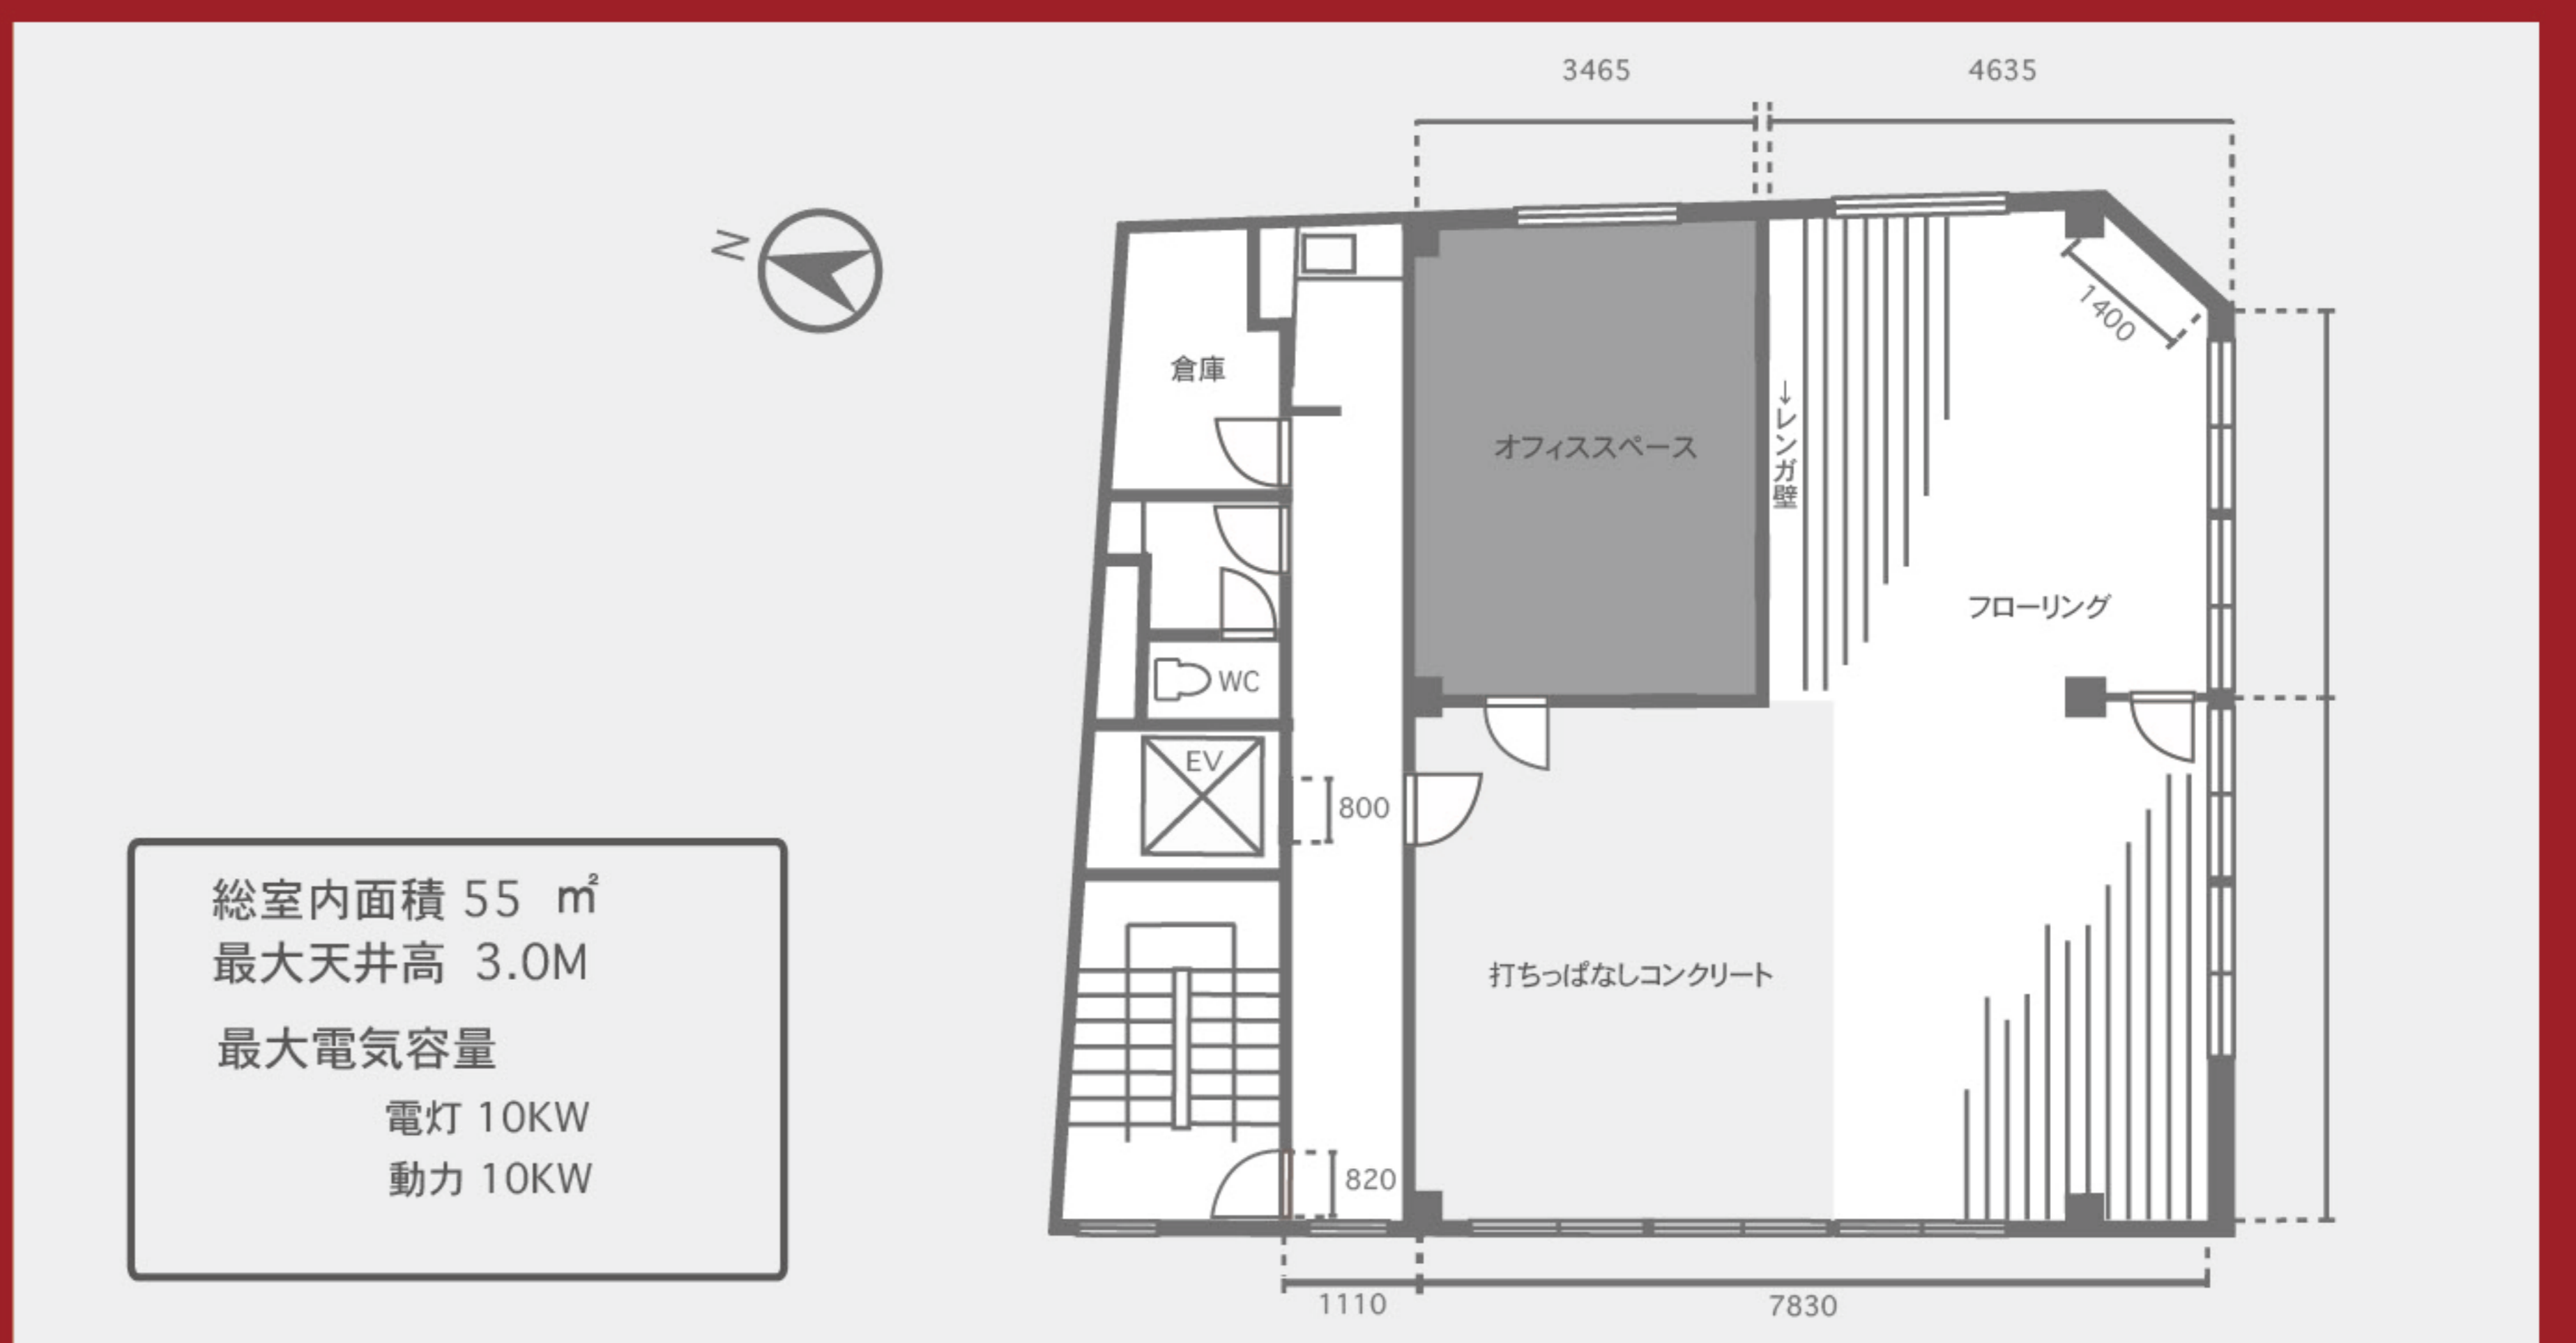 3465
4635
N
1400
倉庫
オフィススペース
↓レンガ壁
フローリング
WC
EV
800
打ちっぱなしコンクリート
820
1110
7830
総室内面積 55 ㎡
最大天井高 3.0M
最大電気容量
電灯 10KW
動力 10KW